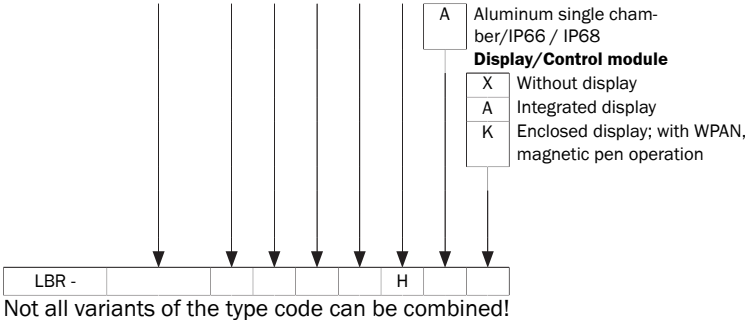 A Aluminum single cham-
ber/IP66 / IP68
Display/Control module
X Without display
A Integrated display
K Enclosed display; with WPAN,
magnetic pen operation
LBR - H
Not all variants of the type code can be combined!